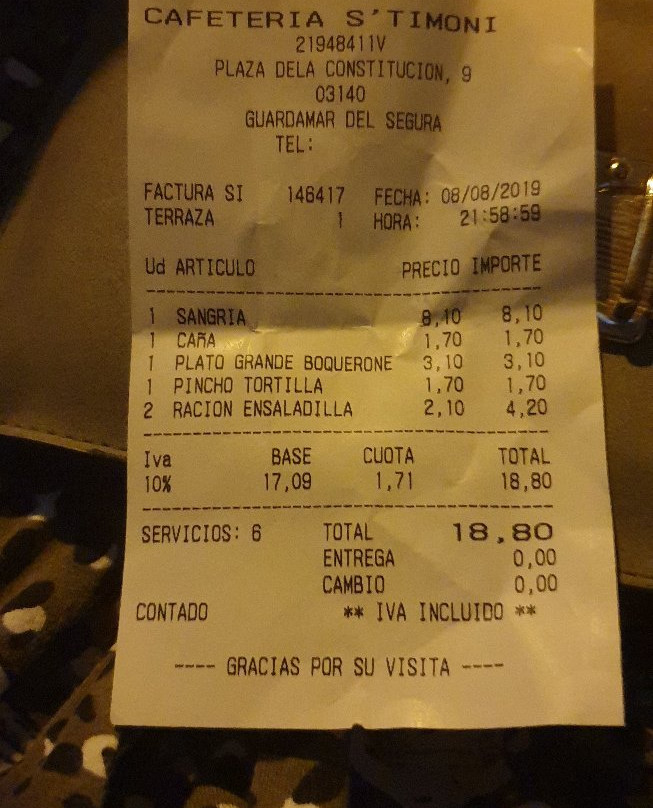 CAFETERIA S'TIMONI
21948411V
PLAZA DELA CONSTITUCION, 9
03140
GUARDAMAR DEL SEGURA
TEL:
FACTURA SI 146417 FECHA: 08/08/2019
TERRAZA 1 HORA: 21:58:59
Ud ARTICULO PRECIO IMPORTE
1 SANGRIA 8,10 8,10
1 CAÑA 1,70 1,70
1 PLATO GRANDE BOQUERONE 3,10 3,10
1 PINCHO TORTILLA 1,70 1,70
2 RACION ENSALADILLA 2,10 4,20
Iva BASE CUOTA TOTAL
10% 17,09 1,71 18,80
SERVICIOS: 6 TOTAL 18,80
ENTREGA 0,00
CAMBIO 0,00
CONTADO ** IVA INCLUIDO **
---- GRACIAS POR SU VISITA ----